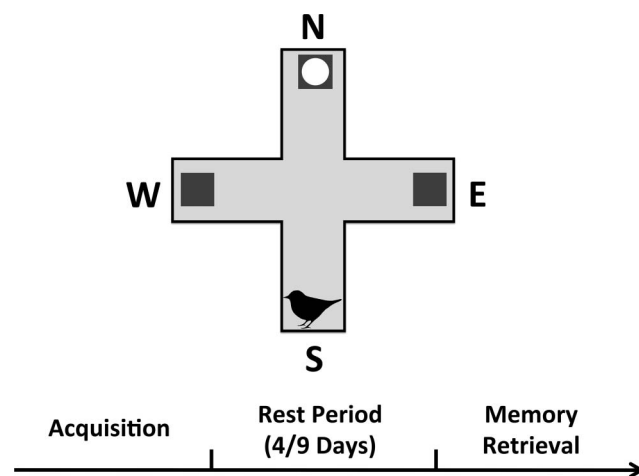 N
W
E
S
Acquisition
Rest Period
(4/9 Days)
Memory
Retrieval